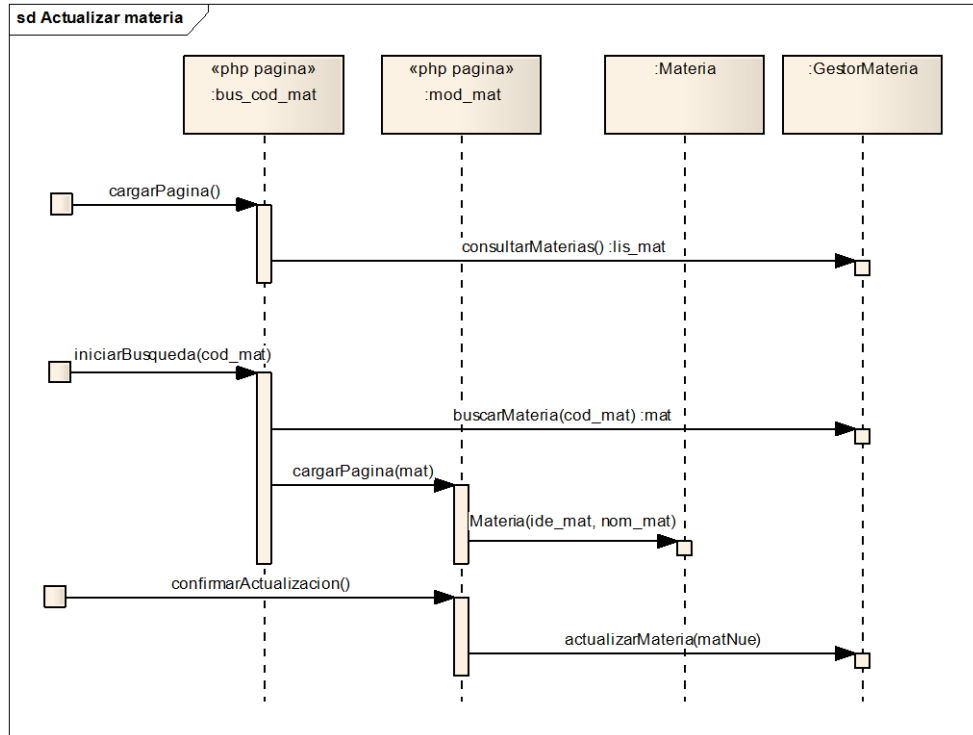 sd Actualizar materia
«php pagina»
:bus_cod_mat
«php pagina»
:mod_mat
:Materia
:GestorMateria
cargarPagina()
consultarMaterias() :lis_mat
iniciarBusqueda(cod_mat)
buscarMateria(cod_mat) :mat
cargarPagina(mat)
Materia(ide_mat, nom_mat)
confirmarActualizacion()
actualizarMateria(matNue)